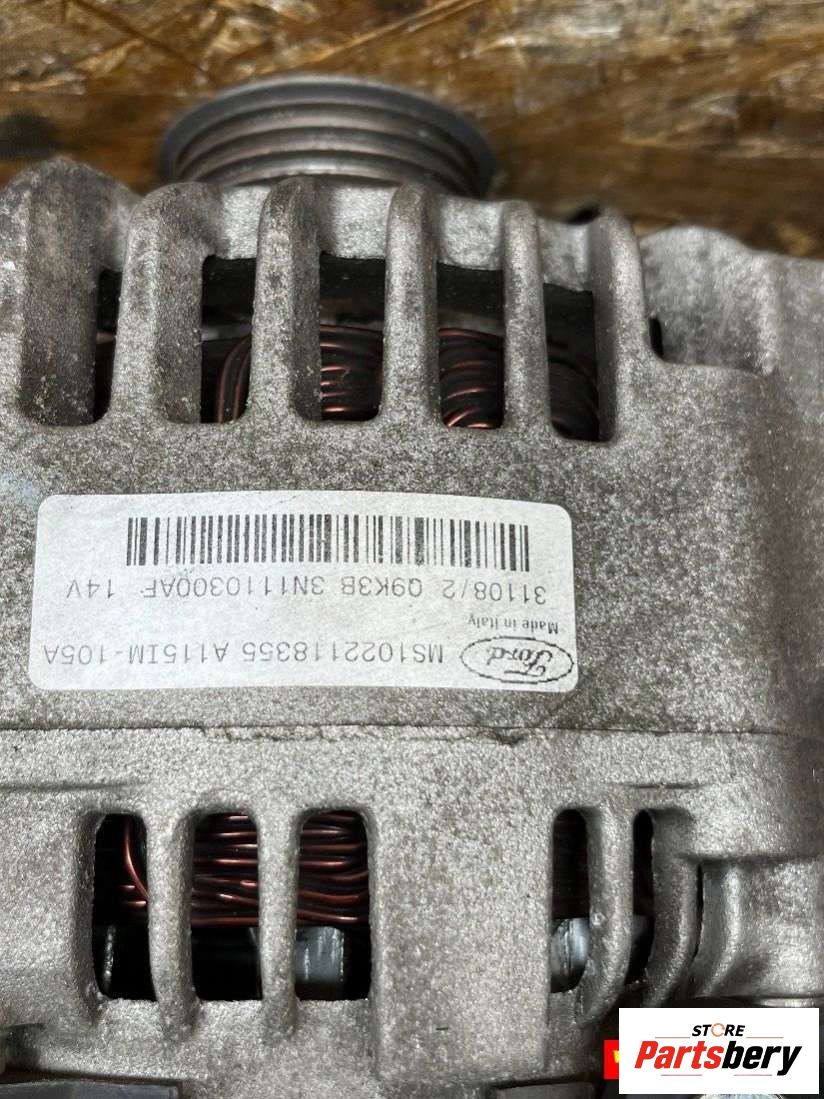 Ford MS1022118355 A115IM-105A
Made in Italy
31108/2 Q9K3B 3N1110300AF 14V
STORE
Partsbery